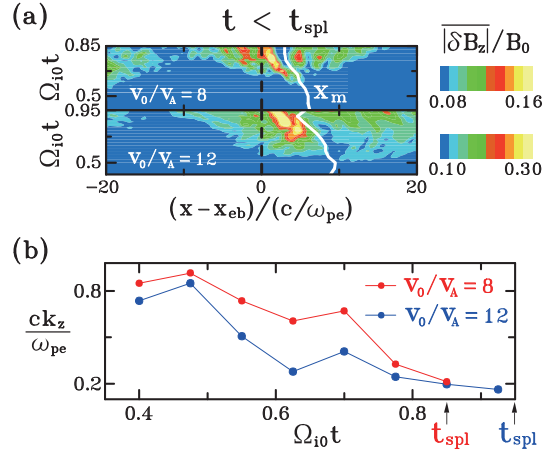 (a)
t < t_spl
|δB_z|/B_0
0.85
0.5
Ω_i0 t
V_0/V_A = 8
X_m
0.08 0.16
0.95
0.5
Ω_i0 t
V_0/V_A = 12
0.10 0.30
−20 0 20
(x−x_eb)/(c/ω_pe)
(b)
0.8
0.2
ck_z
ω_pe
V_0/V_A = 8
V_0/V_A = 12
0.4 0.6 0.8
Ω_i0 t
t_spl t_spl